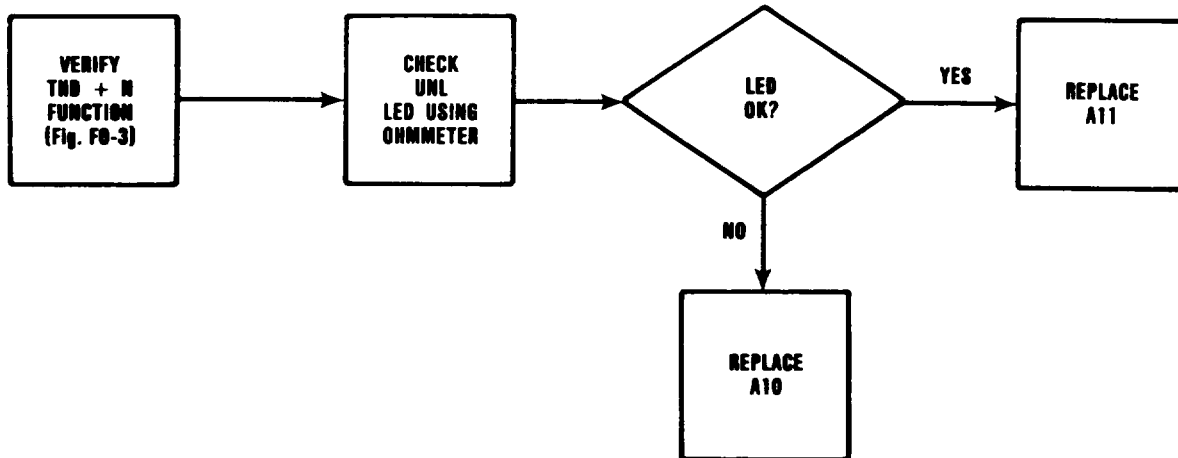 VERIFY
THD + N
FUNCTION
(Fig. FO-3)
CHECK
UNL
LED USING
OHMMETER
LED
OK?
YES
REPLACE
A11
NO
REPLACE
A10